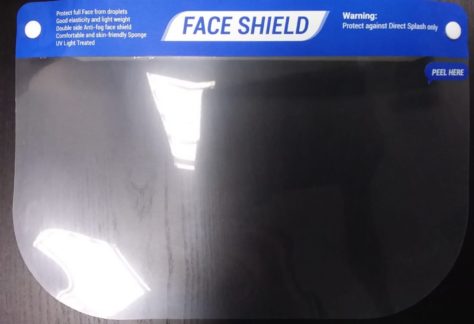 Protect full Face from droplets
Good elasticity and light weight
Double side Anti-fog face shield
Comfortable and skin-friendly Sponge
UV Light Treated
FACE SHIELD
Warning:
Protect against Direct Splash only
PEEL HERE